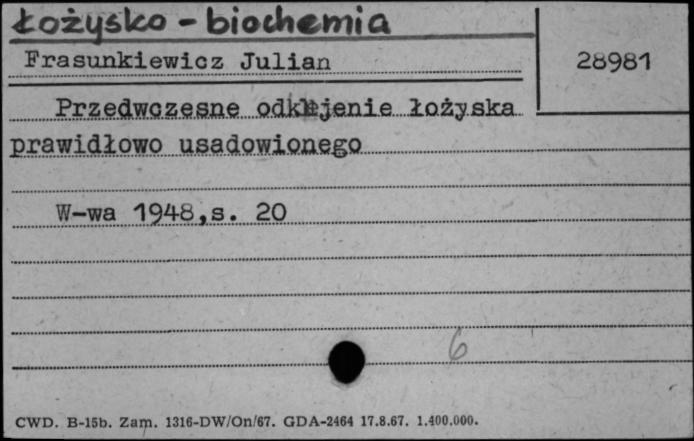 Łożysko - biochemia
Frasunkiewicz Julian
28981
Przedwczesne odklejenie łożyska
prawidłowo usadowionego
W-wa 1948,s. 20
6
CWD. B-15b. Zam. 1316-DW/On/67. GDA-2464 17.8.67. 1.400.000.